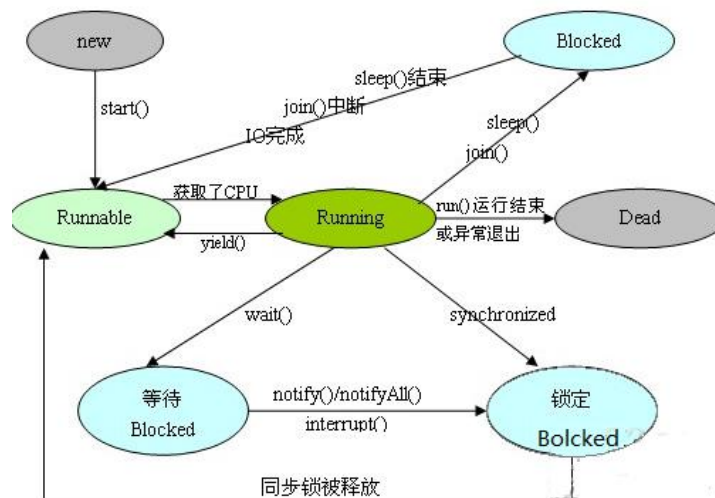 new
Blocked
sleep()结束
start()
join()中断
sleep()
IO完成
join()
Runnable
获取了CPU
Running
run()运行结束
或异常退出
Dead
yield()
wait()
synchronized
等待
Blocked
notify()/notifyAll()
interrupt()
锁定
Bolcked
同步锁被释放